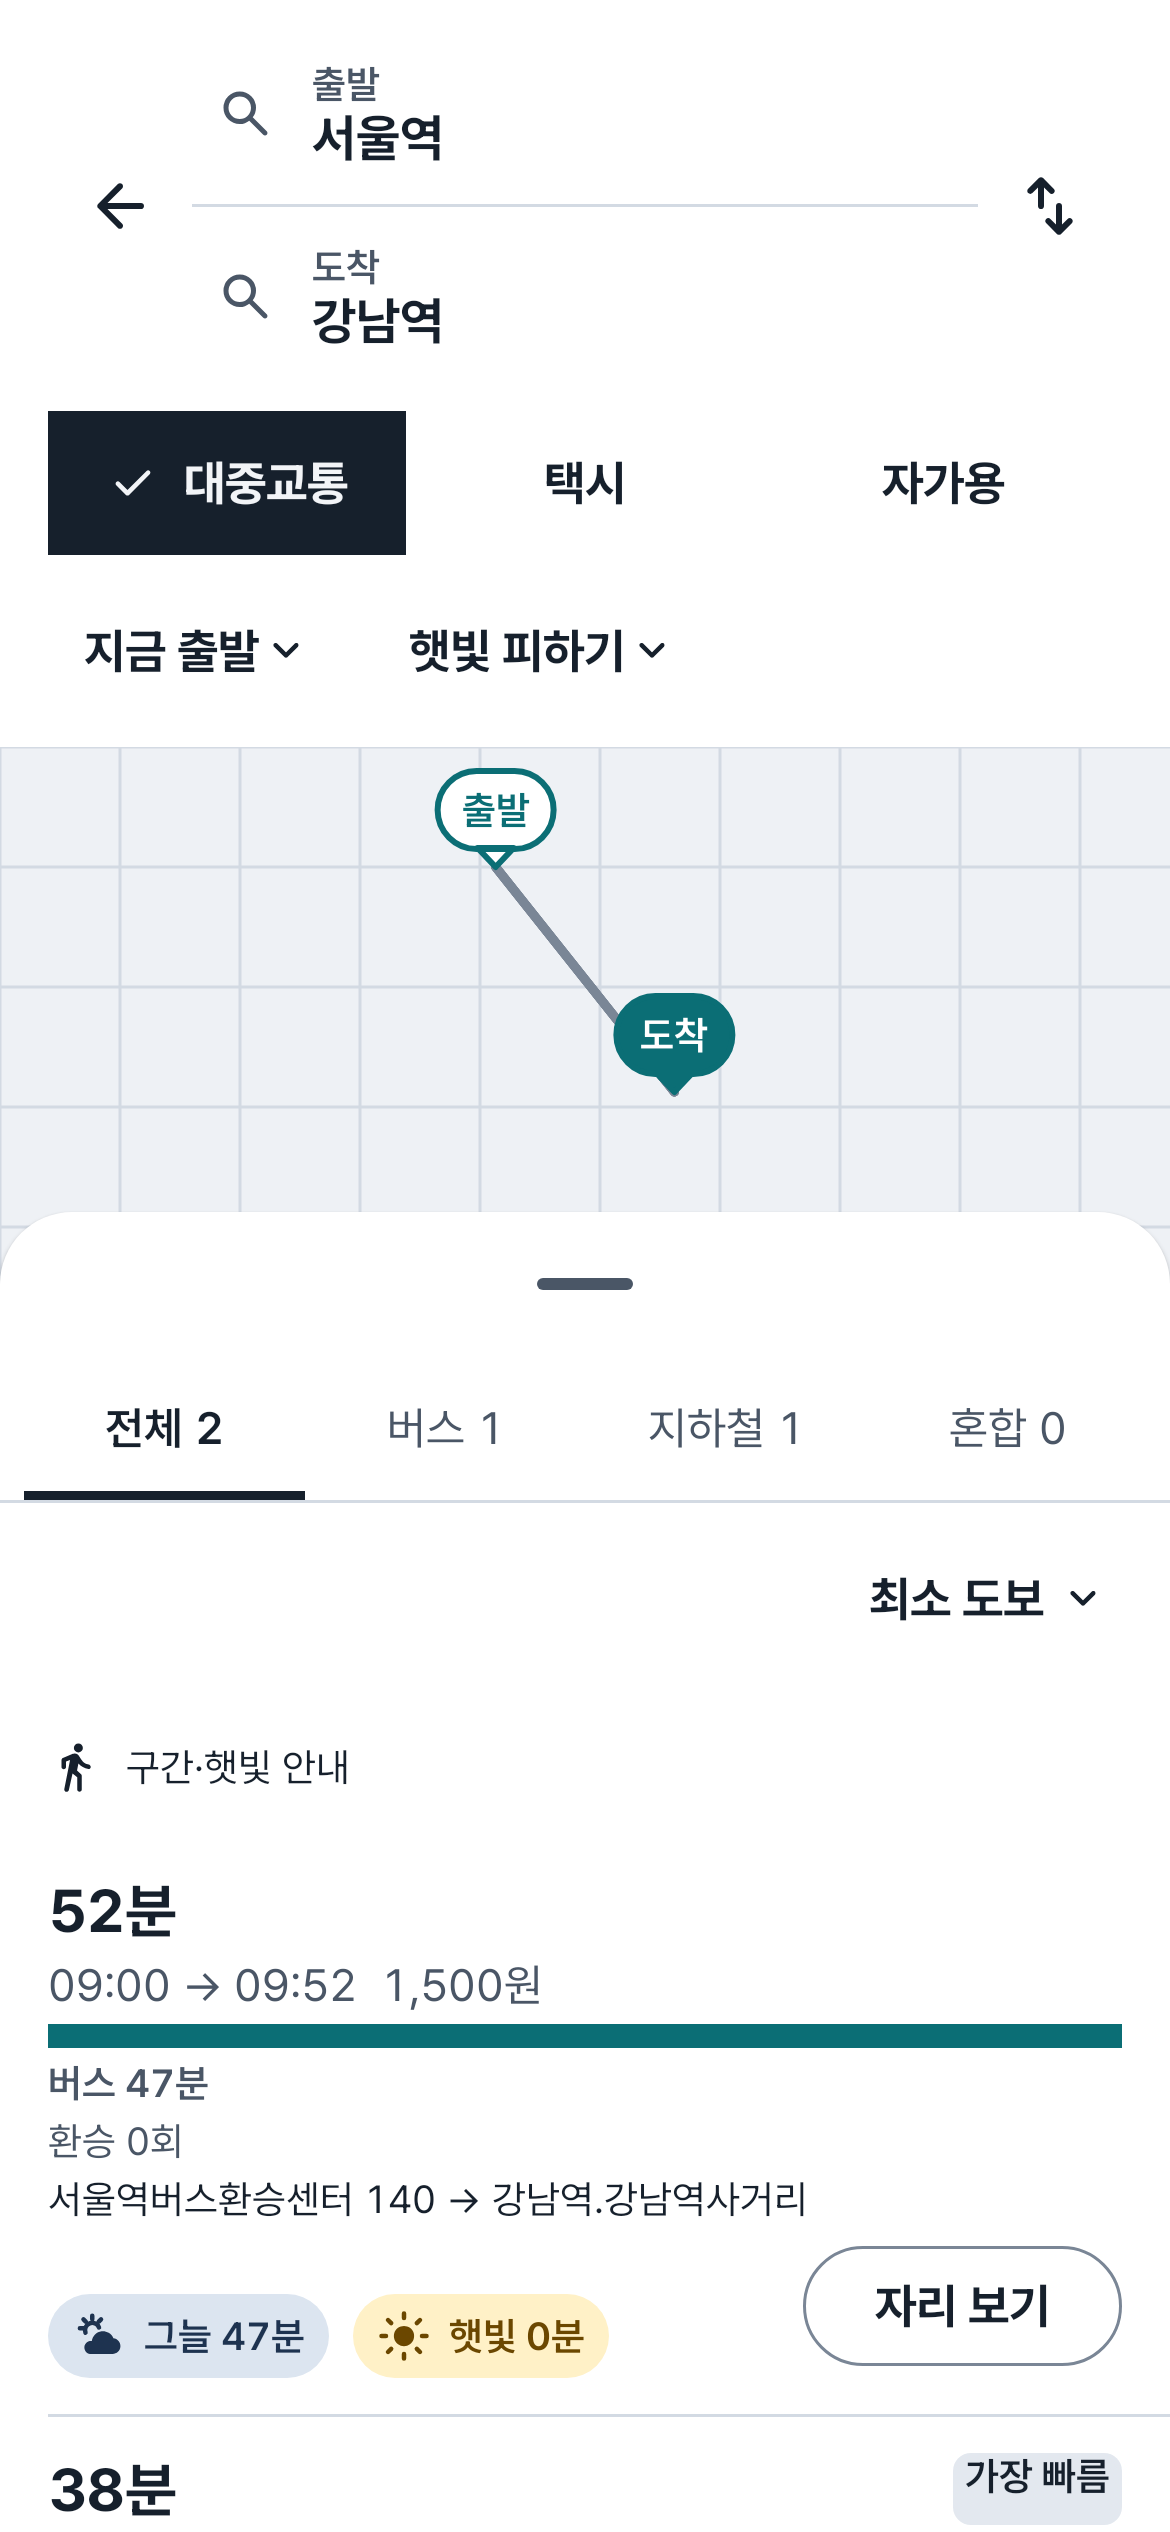 출발
서울역
도착
강남역
대중교통 택시 자가용
지금 출발 햇빛 피하기
출발
도착
전체 2 버스 1 지하철 1 혼합 0
최소 도보
구간·햇빛 안내
52분
09:00 → 09:52 1,500원
버스 47분
환승 0회
서울역버스환승센터 140 → 강남역.강남역사거리
자리 보기
그늘 47분 햇빛 0분
38분 가장 빠름